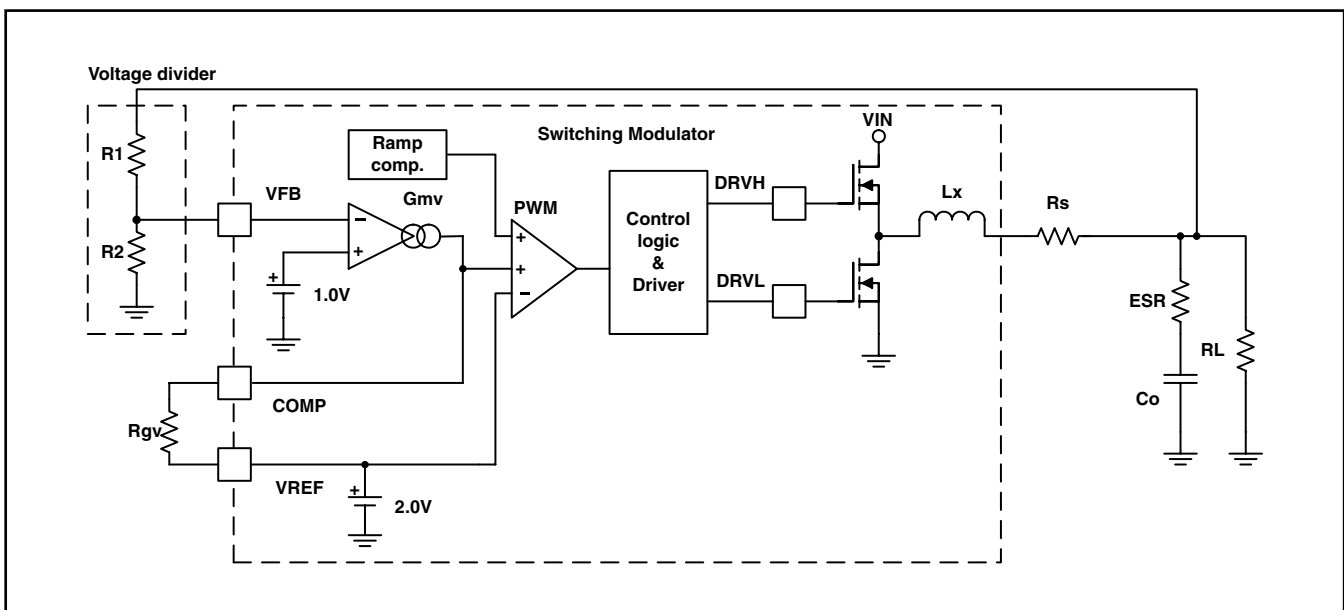 Voltage divider
R1
R2
VFB
1.0V
Ramp
comp.
Gmv
−
+
+
Switching Modulator
PWM
+
+
−
Control
logic
&
Driver
DRVH
DRVL
VIN
Lx
Rs
ESR
Co
RL
COMP
Rgv
VREF
+
2.0V